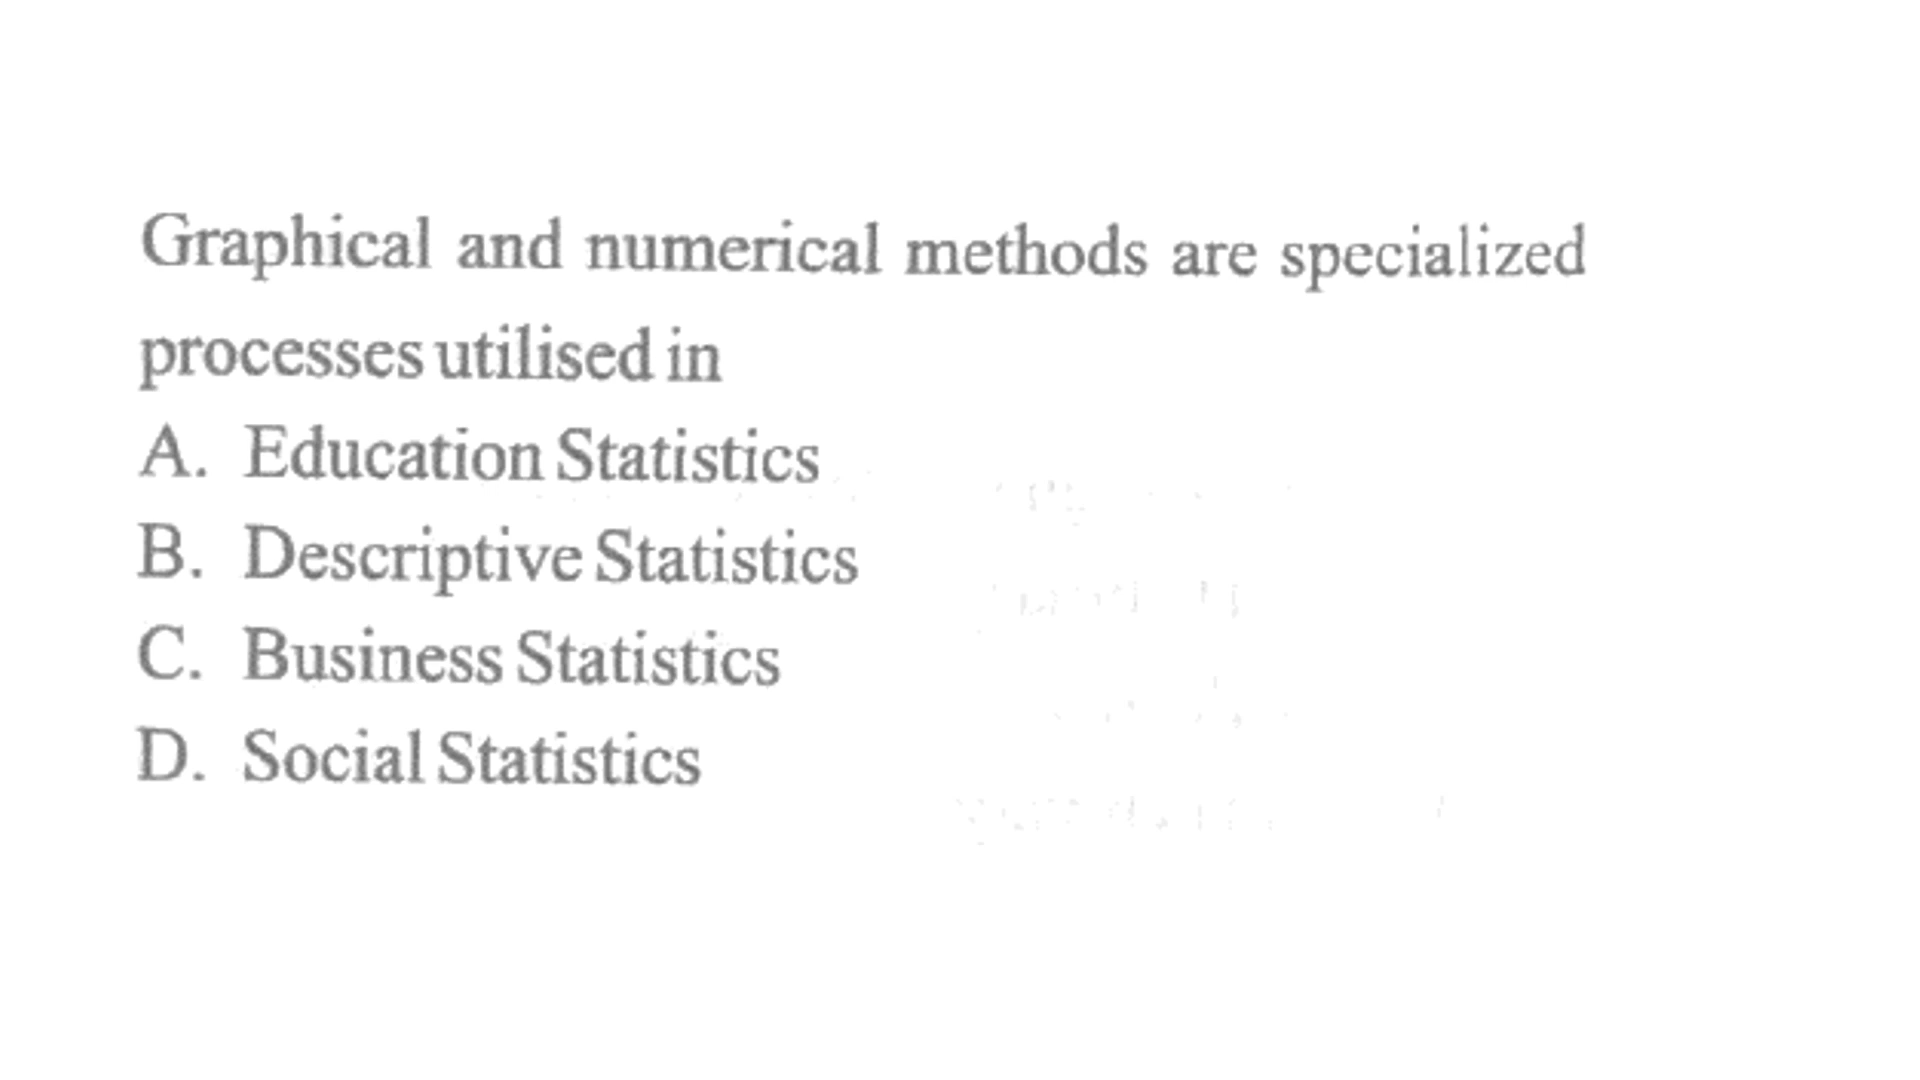 Graphical and numerical methods are specialized
processes utilised in
A. Education Statistics
B. Descriptive Statistics
C. Business Statistics
D. Social Statistics